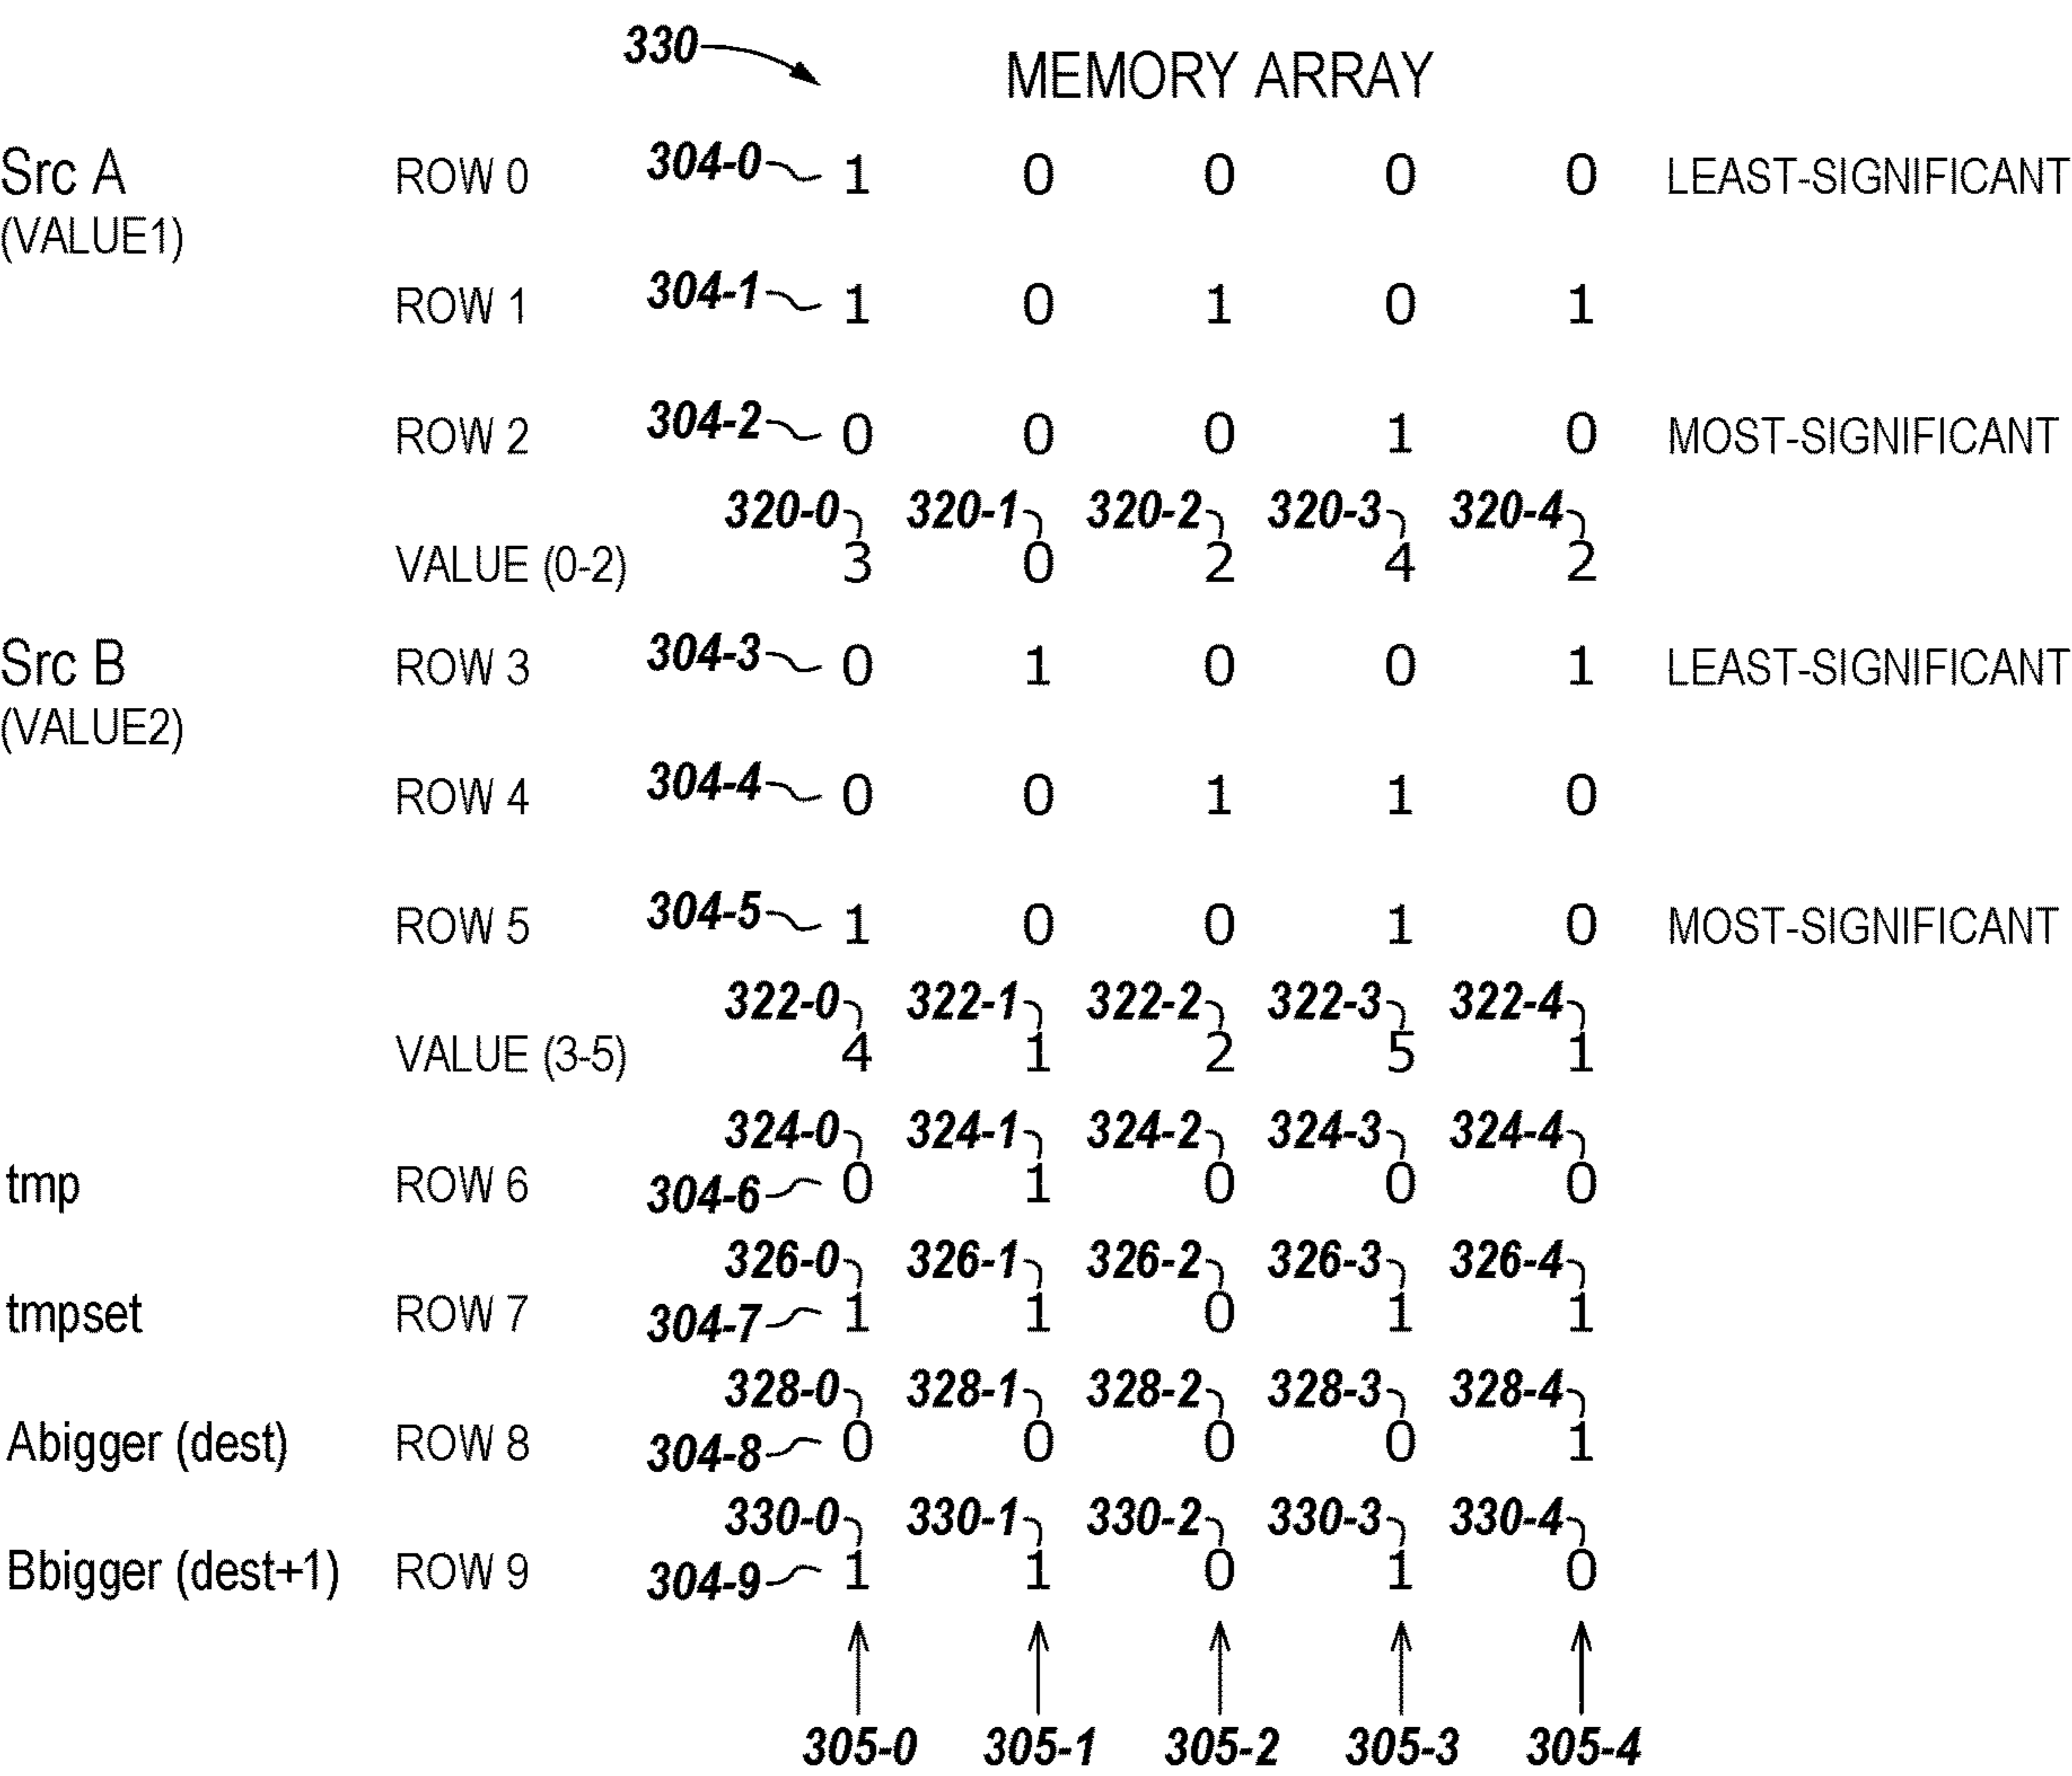 330 MEMORY ARRAY
Src A ROW 0 304-0 1 0 0 0 0 LEAST-SIGNIFICANT
(VALUE1)
ROW 1 304-1 1 0 1 0 1
ROW 2 304-2 0 0 0 1 0 MOST-SIGNIFICANT
320-0 320-1 320-2 320-3 320-4
VALUE (0-2) 3 0 2 4 2
Src B ROW 3 304-3 0 1 0 0 1 LEAST-SIGNIFICANT
(VALUE2)
ROW 4 304-4 0 0 1 1 0
ROW 5 304-5 1 0 0 1 0 MOST-SIGNIFICANT
322-0 322-1 322-2 322-3 322-4
VALUE (3-5) 4 1 2 5 1
324-0 324-1 324-2 324-3 324-4
tmp ROW 6 304-6 0 1 0 0 0
326-0 326-1 326-2 326-3 326-4
tmpset ROW 7 304-7 1 1 0 1 1
328-0 328-1 328-2 328-3 328-4
Abigger (dest) ROW 8 304-8 0 0 0 0 1
330-0 330-1 330-2 330-3 330-4
Bbigger (dest+1) ROW 9 304-9 1 1 0 1 0
305-0 305-1 305-2 305-3 305-4